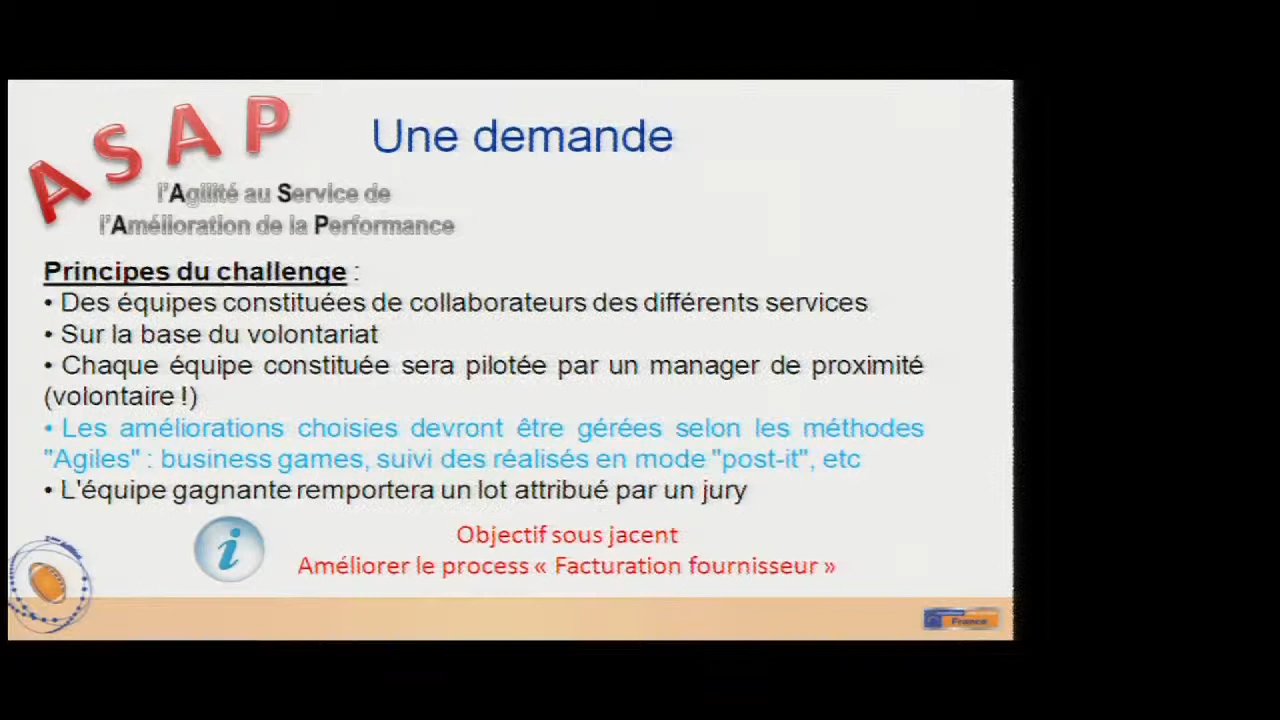 ASAP
Une demande
l'Agilité au Service de
l'Amélioration de la Performance
Principes du challenge :
• Des équipes constituées de collaborateurs des différents services
• Sur la base du volontariat
• Chaque équipe constituée sera pilotée par un manager de proximité
(volontaire !)
• Les améliorations choisies devront être gérées selon les méthodes
"Agiles" : business games, suivi des réalisés en mode "post-it", etc
• L'équipe gagnante remportera un lot attribué par un jury
Objectif sous jacent
Améliorer le process « Facturation fournisseur »
France